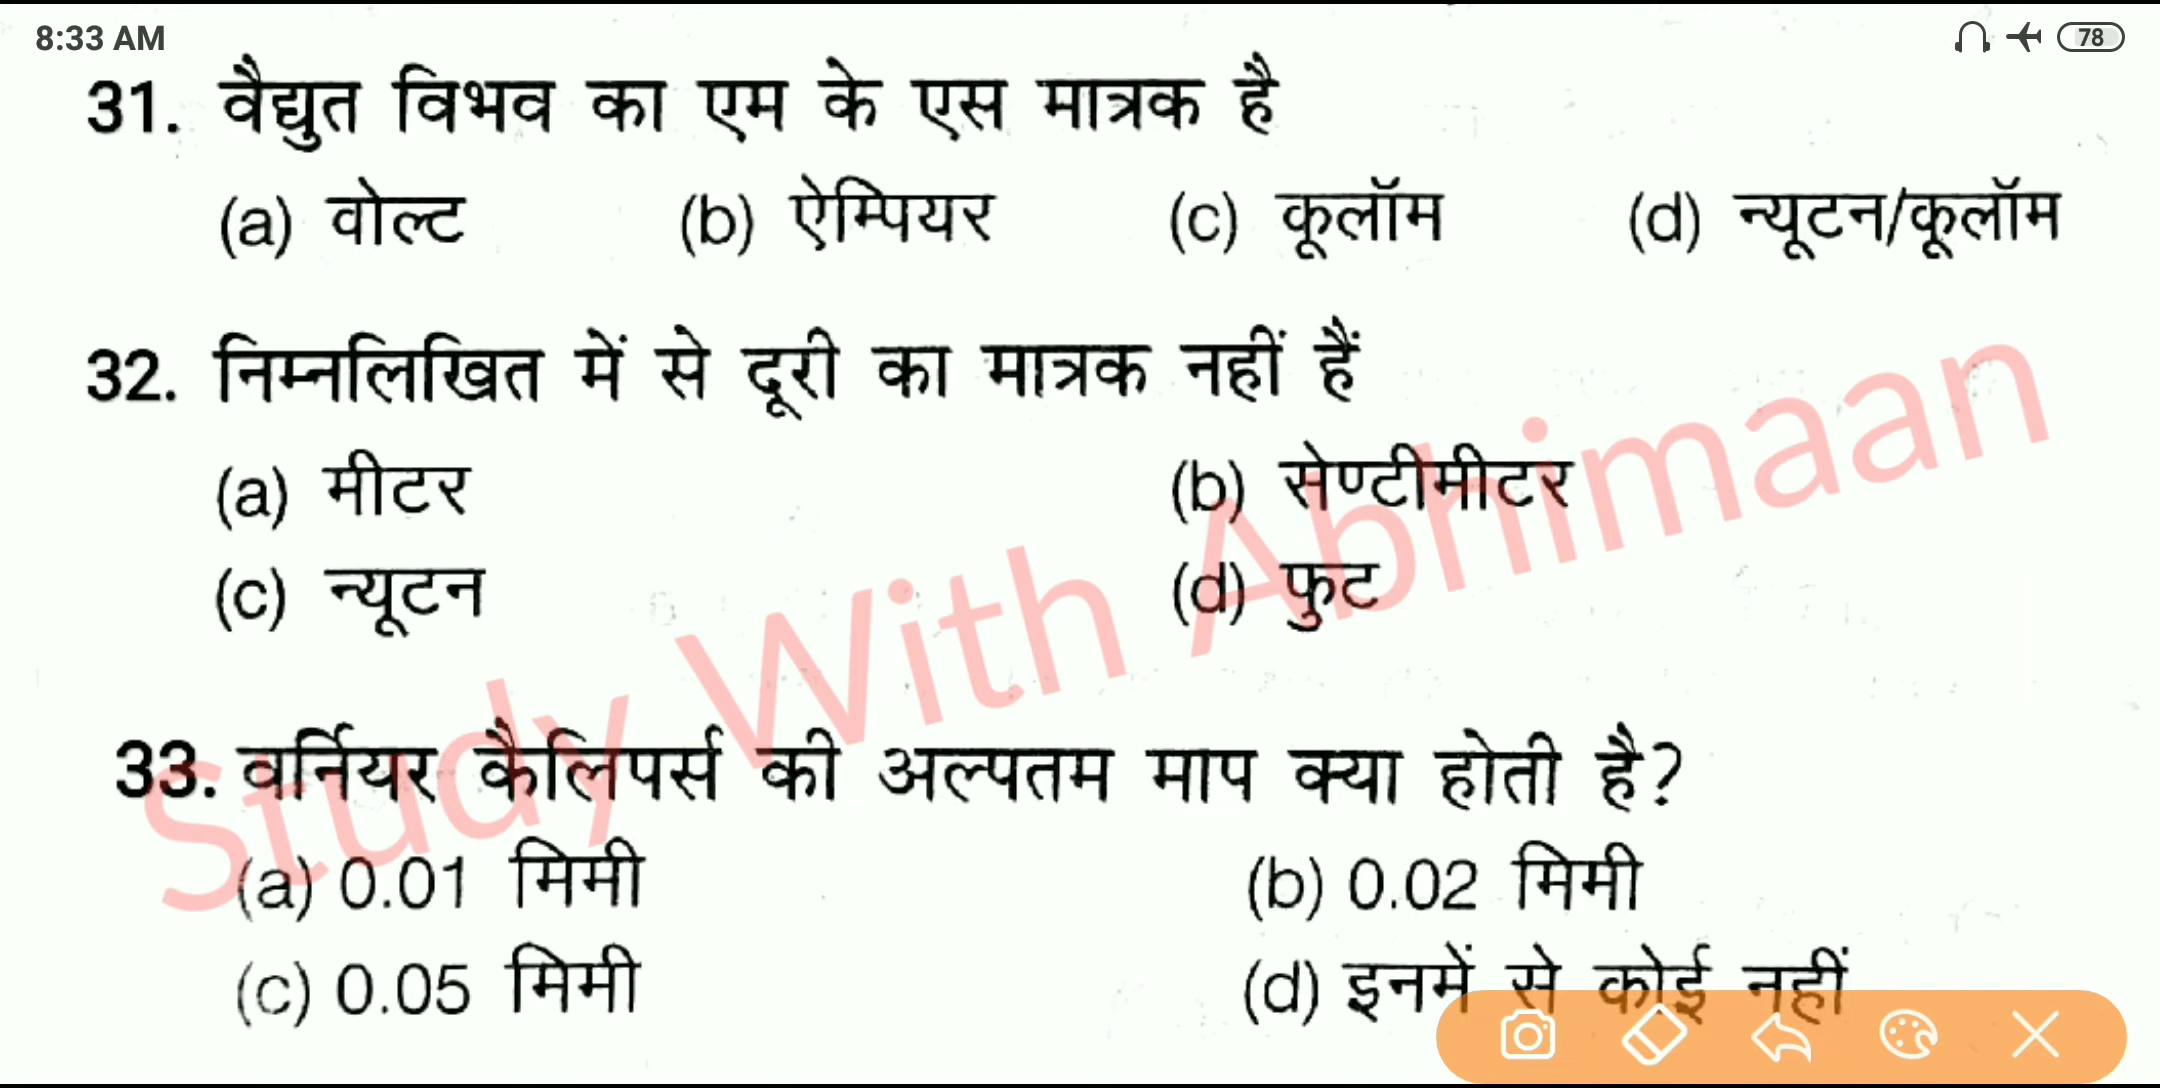 8:33 AM 78
31. वैद्युत विभव का एम के एस मात्रक है
(a) वोल्ट (b) ऐम्पियर (c) कूलॉम (d) न्यूटन/कूलॉम
32. निम्नलिखित में से दूरी का मात्रक नहीं हैं
(a) मीटर (b) सेण्टीमीटर
(c) न्यूटन (d) फुट
33. वर्नियर कैलिपर्स की अल्पतम माप क्या होती है?
(a) 0.01 मिमी (b) 0.02 मिमी
(c) 0.05 मिमी (d) इनमें से कोई नहीं
Study With Abhimaan